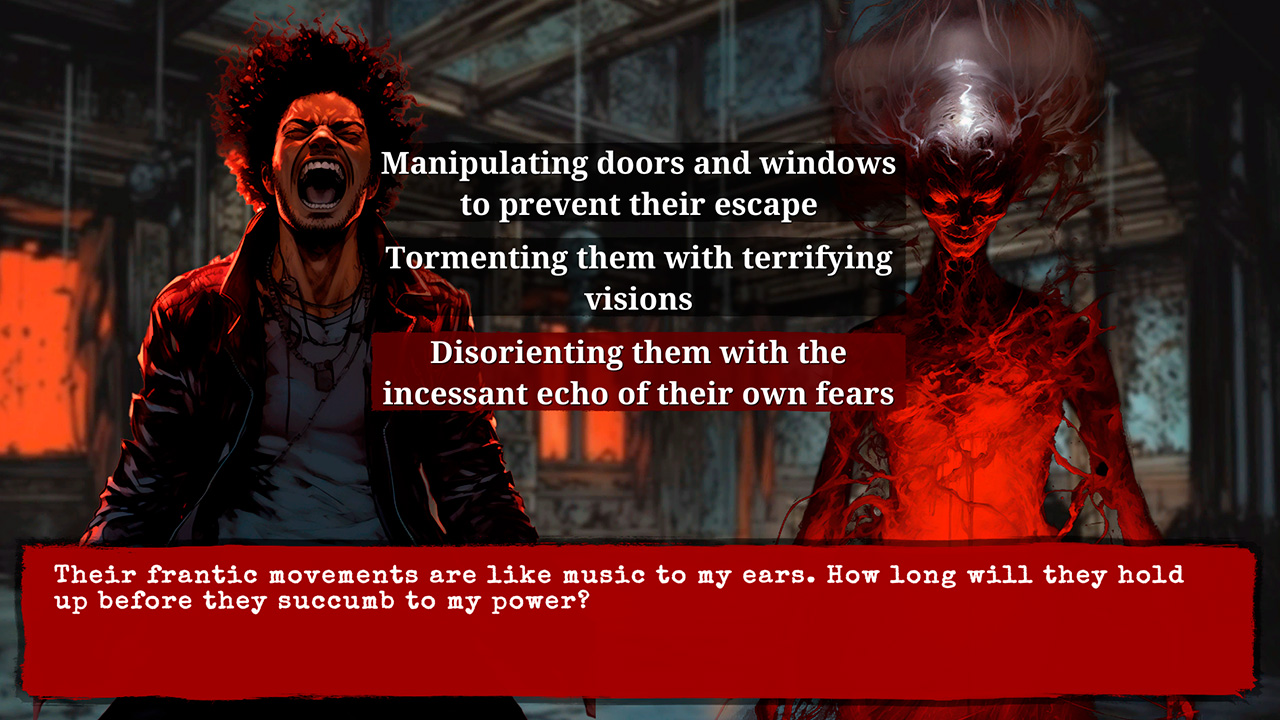 Manipulating doors and windows
to prevent their escape
Tormenting them with terrifying
visions
Disorienting them with the
incessant echo of their own fears
Their frantic movements are like music to my ears. How long will they hold
up before they succumb to my power?